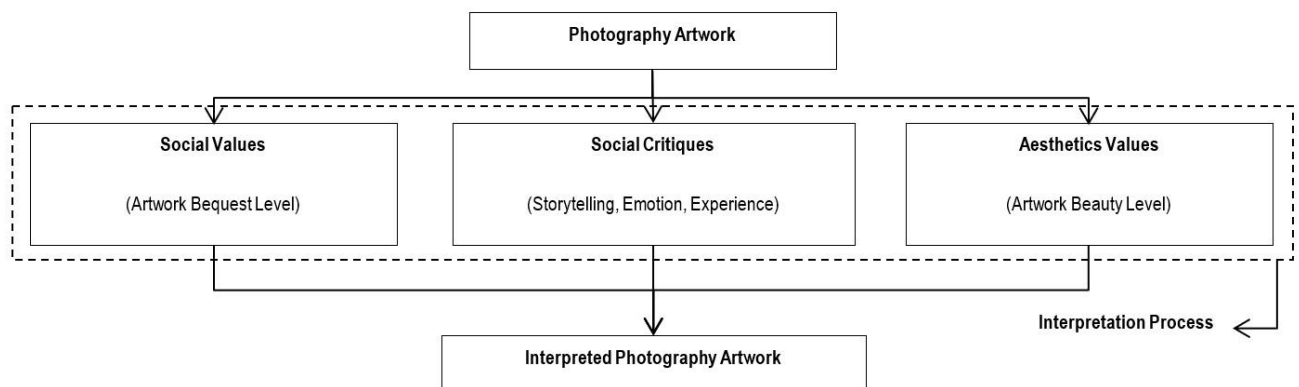 Photography Artwork
Social Values
(Artwork Bequest Level)
Social Critiques
(Storytelling, Emotion, Experience)
Aesthetics Values
(Artwork Beauty Level)
Interpretation Process
Interpreted Photography Artwork